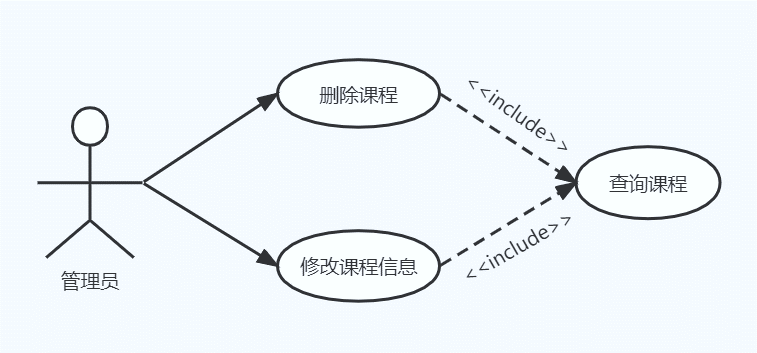 删除课程
<<include>>
查询课程
<<include>>
修改课程信息
管理员